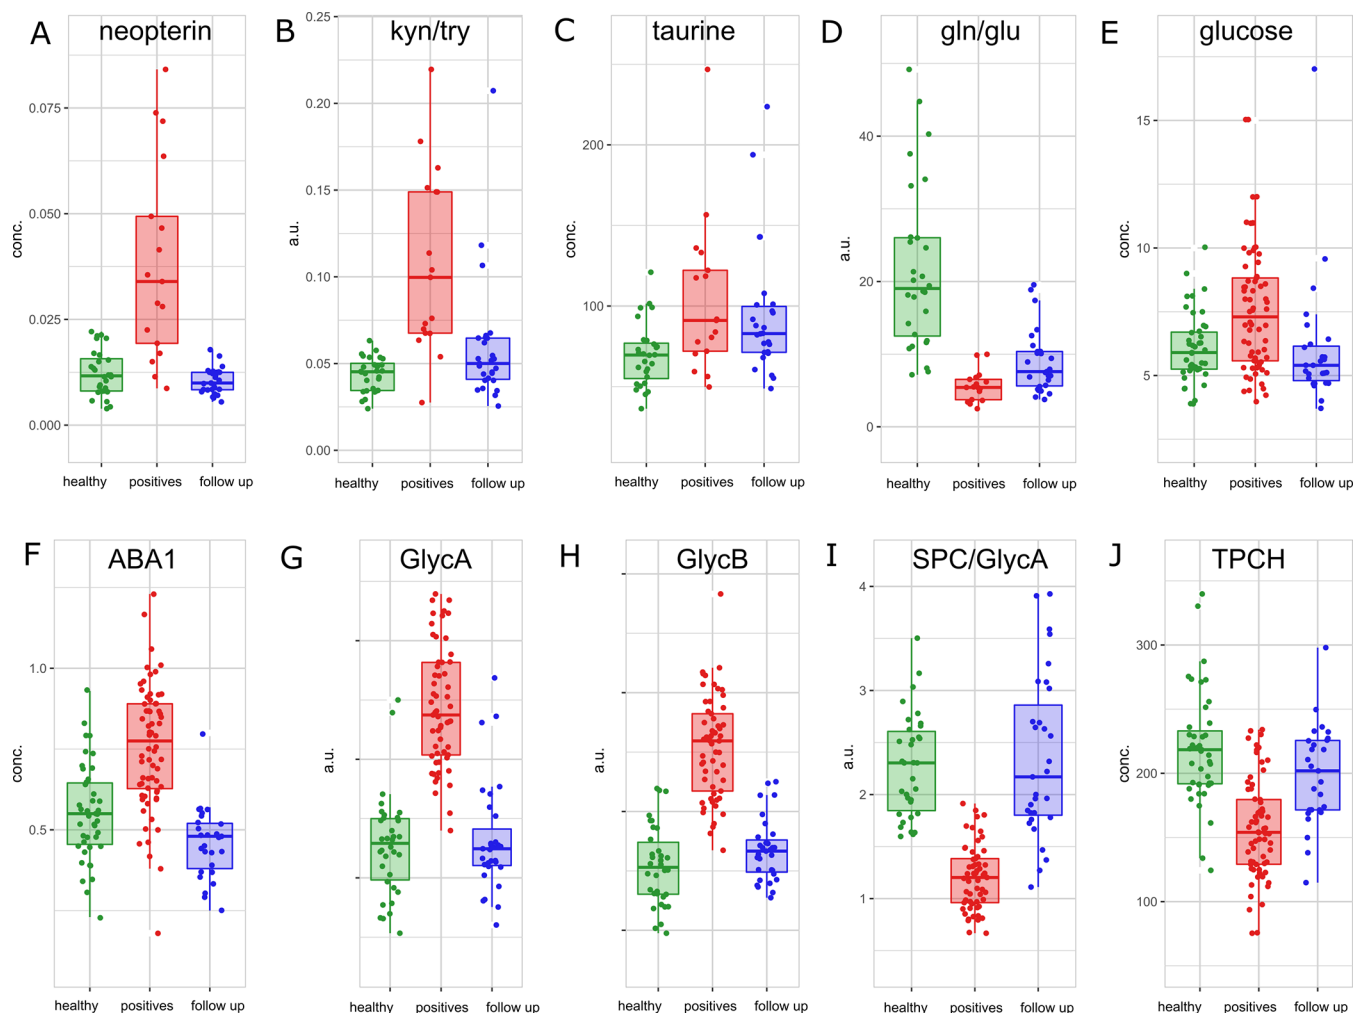 A neopterin
conc.
0.075
0.050
0.025
0.000
healthy positives follow up
B kyn/try
a.u.
0.25
0.20
0.15
0.10
0.05
0.00
healthy positives follow up
C taurine
conc.
200
100
healthy positives follow up
D gln/glu
a.u.
40
20
0
healthy positives follow up
E glucose
conc.
15
10
5
healthy positives follow up
F ABA1
conc.
1.0
0.5
healthy positives follow up
G GlycA
a.u.
healthy positives follow up
H GlycB
a.u.
healthy positives follow up
I SPC/GlycA
a.u.
4
3
2
1
healthy positives follow up
J TPCH
conc.
300
200
100
healthy positives follow up